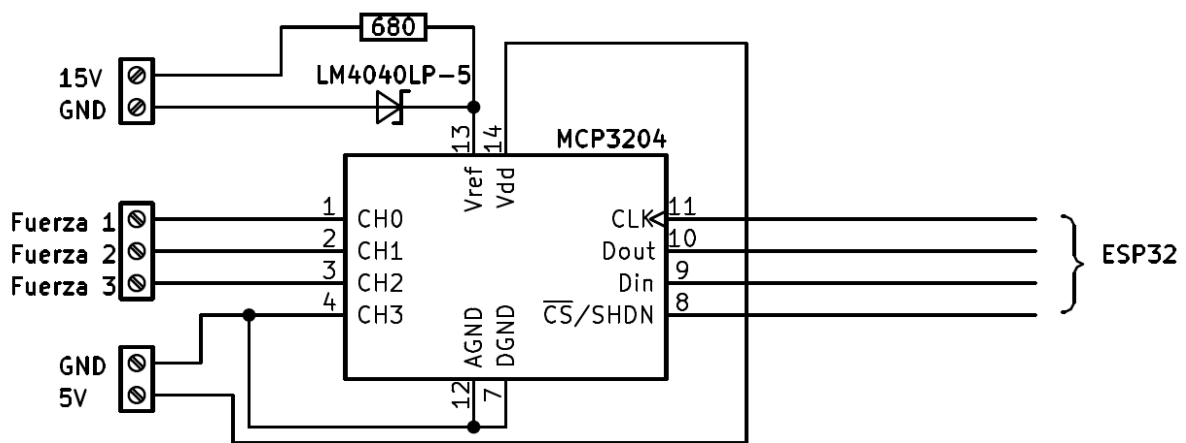 680
15V
LM4040LP-5
GND
13
14
MCP3204
Vref
Vdd
Fuerza 1
1
CH0
CLK
11
Fuerza 2
2
CH1
Dout
10
Fuerza 3
3
CH2
Din
9
ESP32
4
CH3
CS/SHDN
8
AGND
DGND
GND
5V
12
7